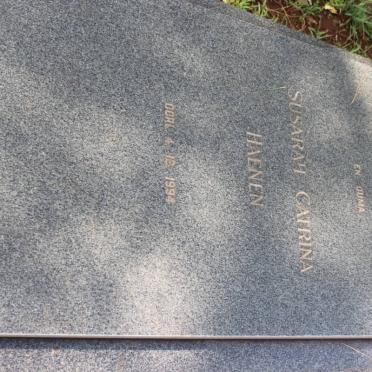 EN OUMA
SUSARAH CATRINA
HAENEN
OORL. 4. 10. 1994